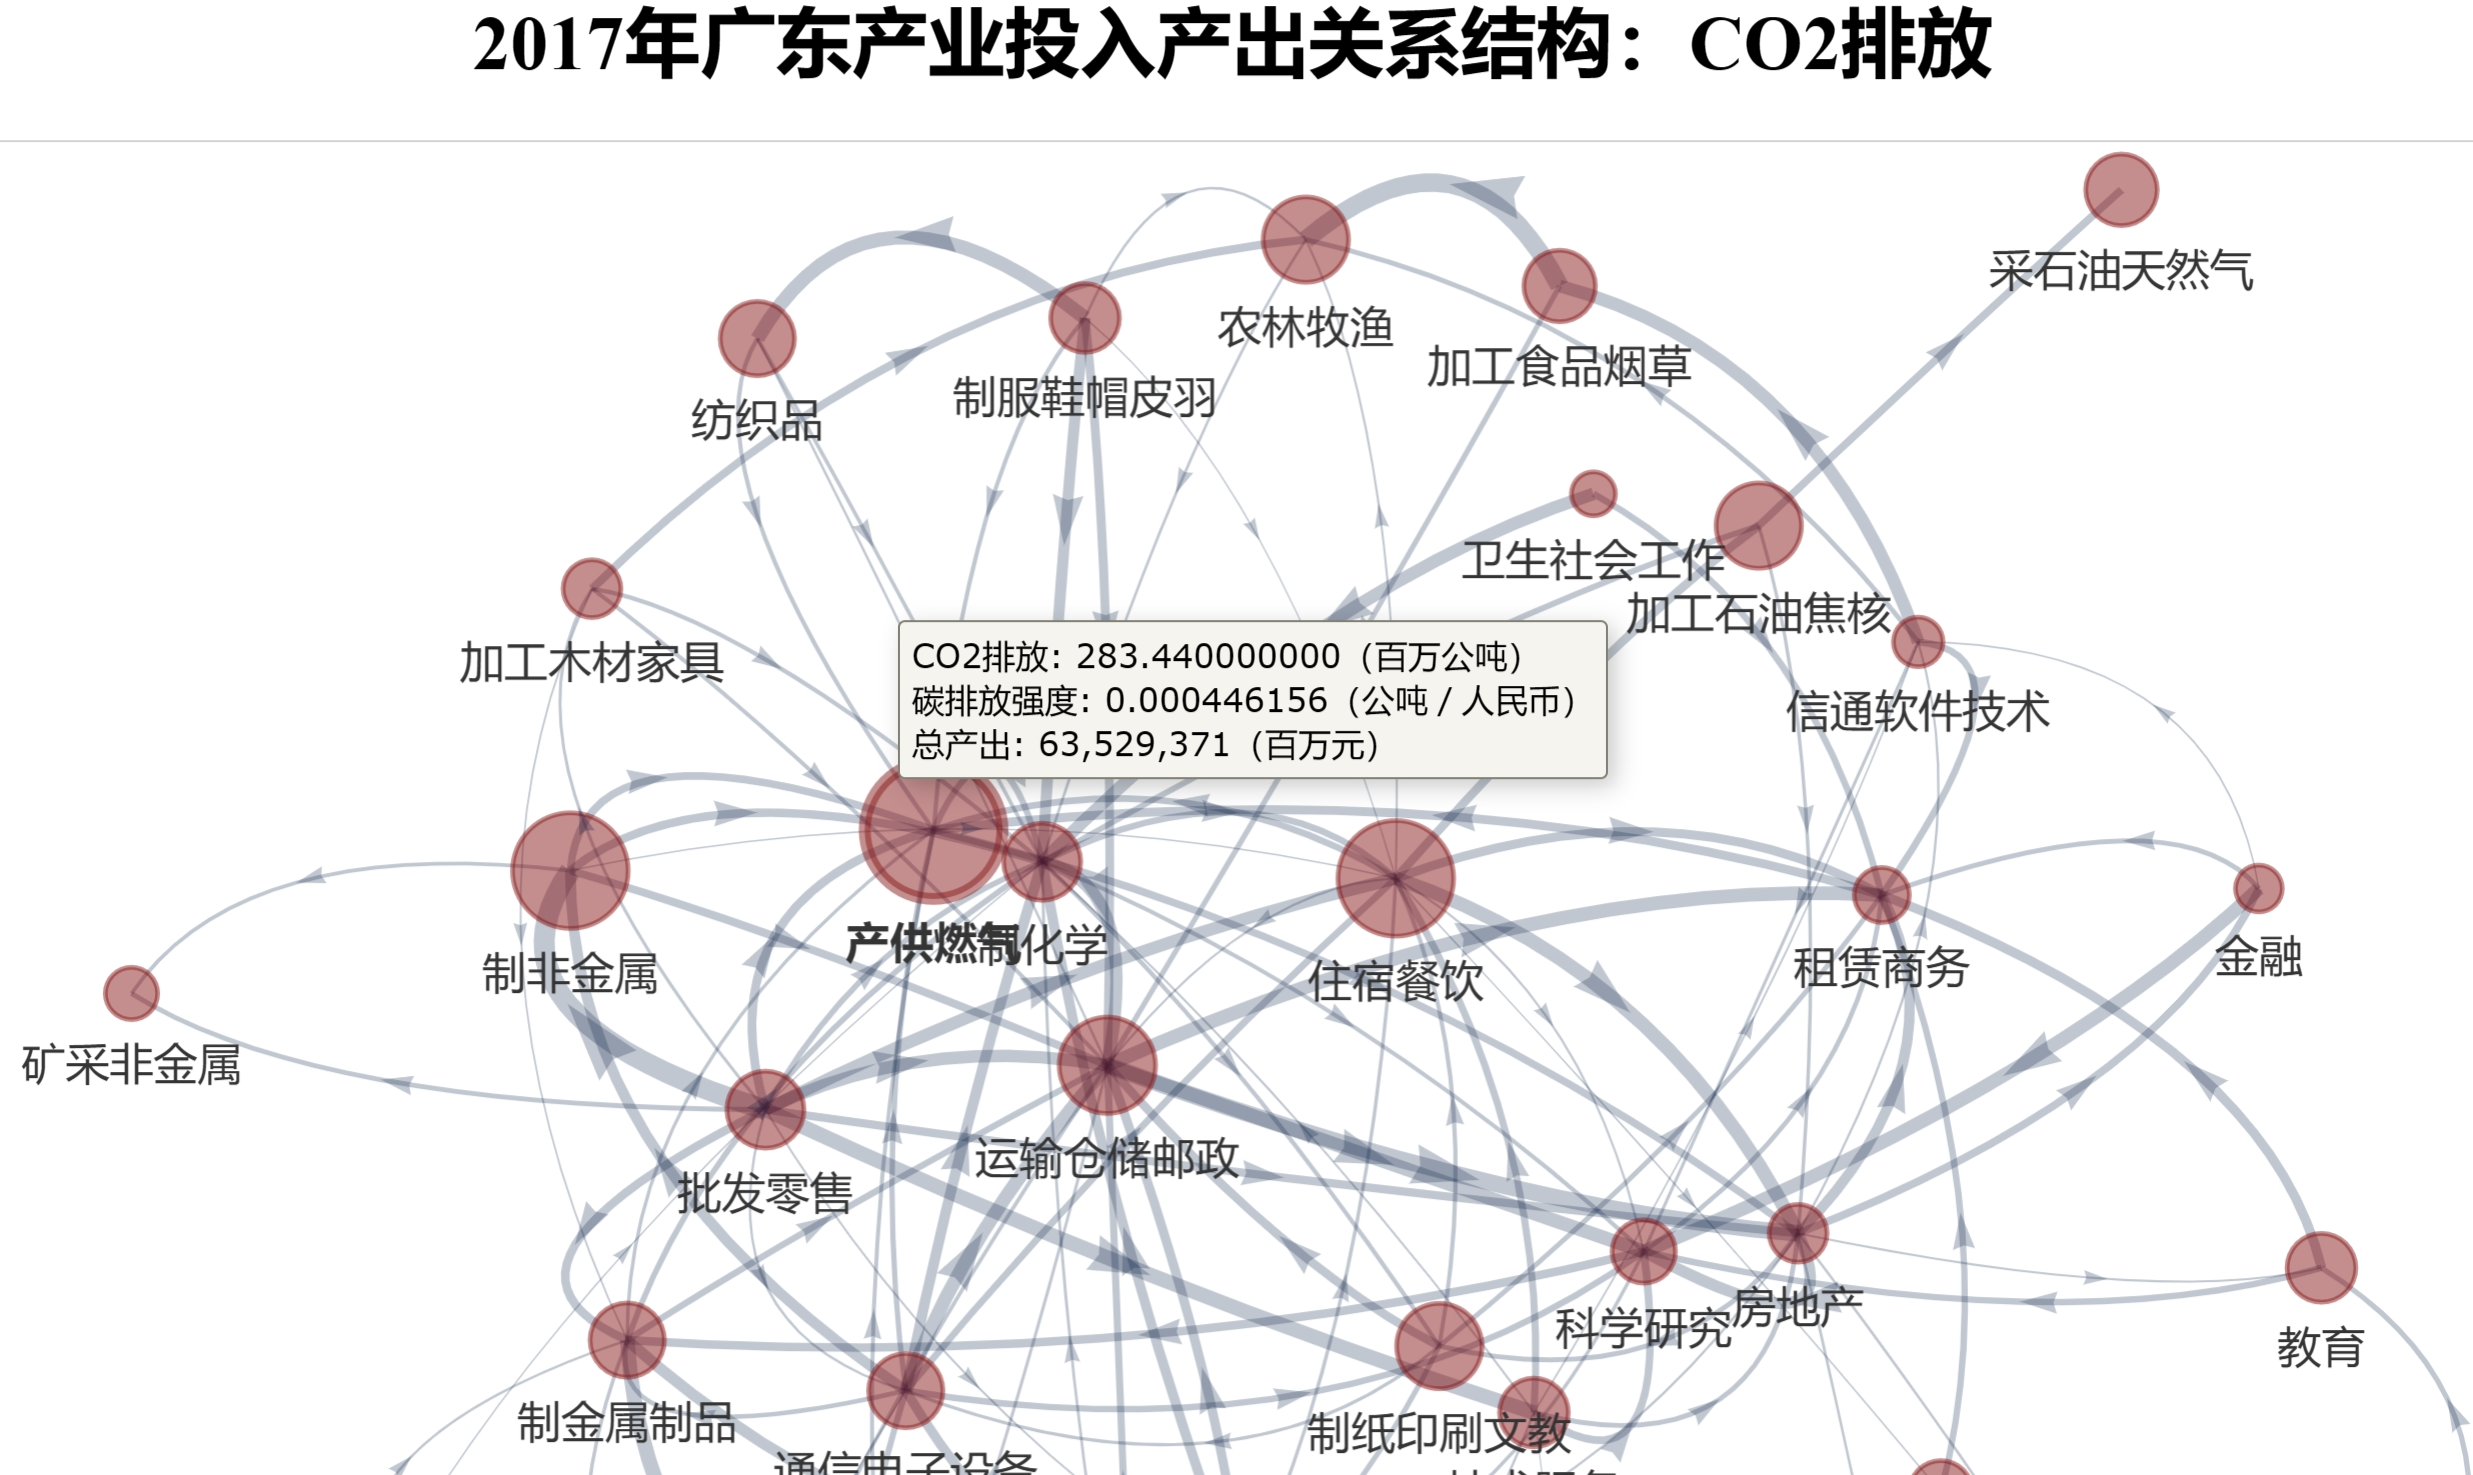 2017年广东产业投入产出关系结构：CO2排放
采石油天然气
农林牧渔
加工食品烟草
制服鞋帽皮羽
纺织品
卫生社会工作
加工石油焦核
加工木材家具
信通软件技术
CO2排放: 283.440000000（百万公吨）
碳排放强度: 0.000446156（公吨 / 人民币）
总产出: 63,529,371（百万元）
产供燃气
制化学
制非金属
住宿餐饮
租赁商务
金融
矿采非金属
运输仓储邮政
批发零售
科学研究
房地产
教育
制金属制品
制纸印刷文教
通信电子设备